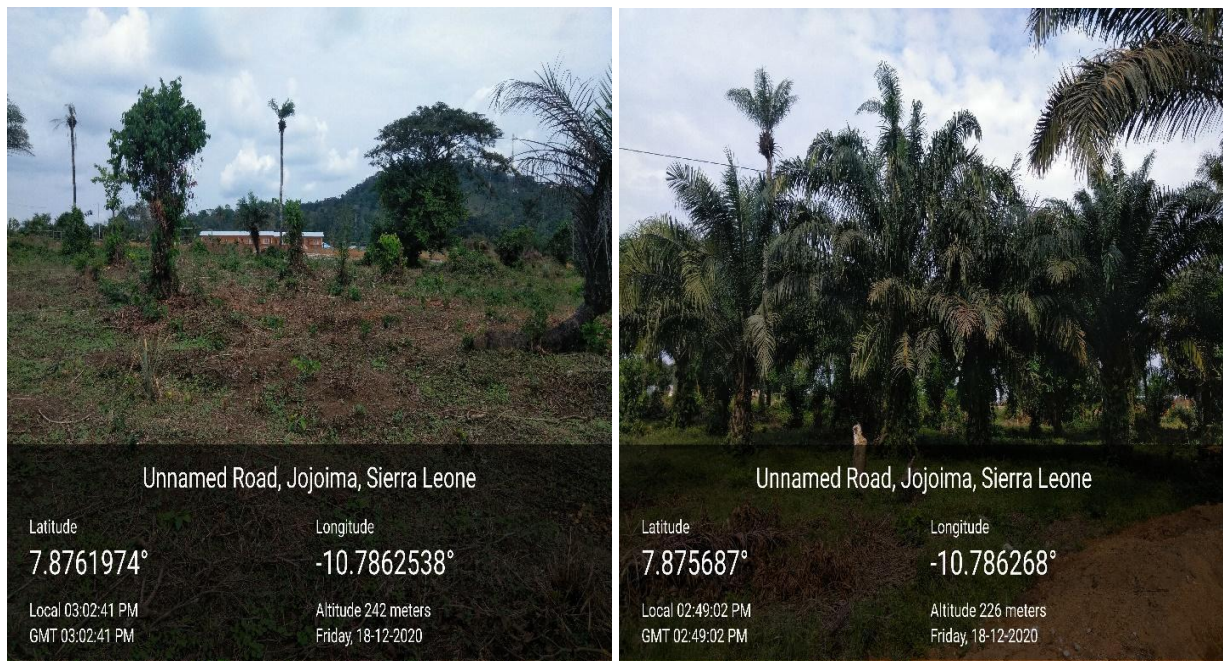 Unnamed Road, Jojoima, Sierra Leone
Latitude
Longitude
7.8761974°
-10.7862538°
Local 03:02:41 PM
Altitude 242 meters
GMT 03:02:41 PM
Friday, 18-12-2020
Unnamed Road, Jojoima, Sierra Leone
Latitude
Longitude
7.875687°
-10.786268°
Local 02:49:02 PM
Altitude 226 meters
GMT 02:49:02 PM
Friday, 18-12-2020